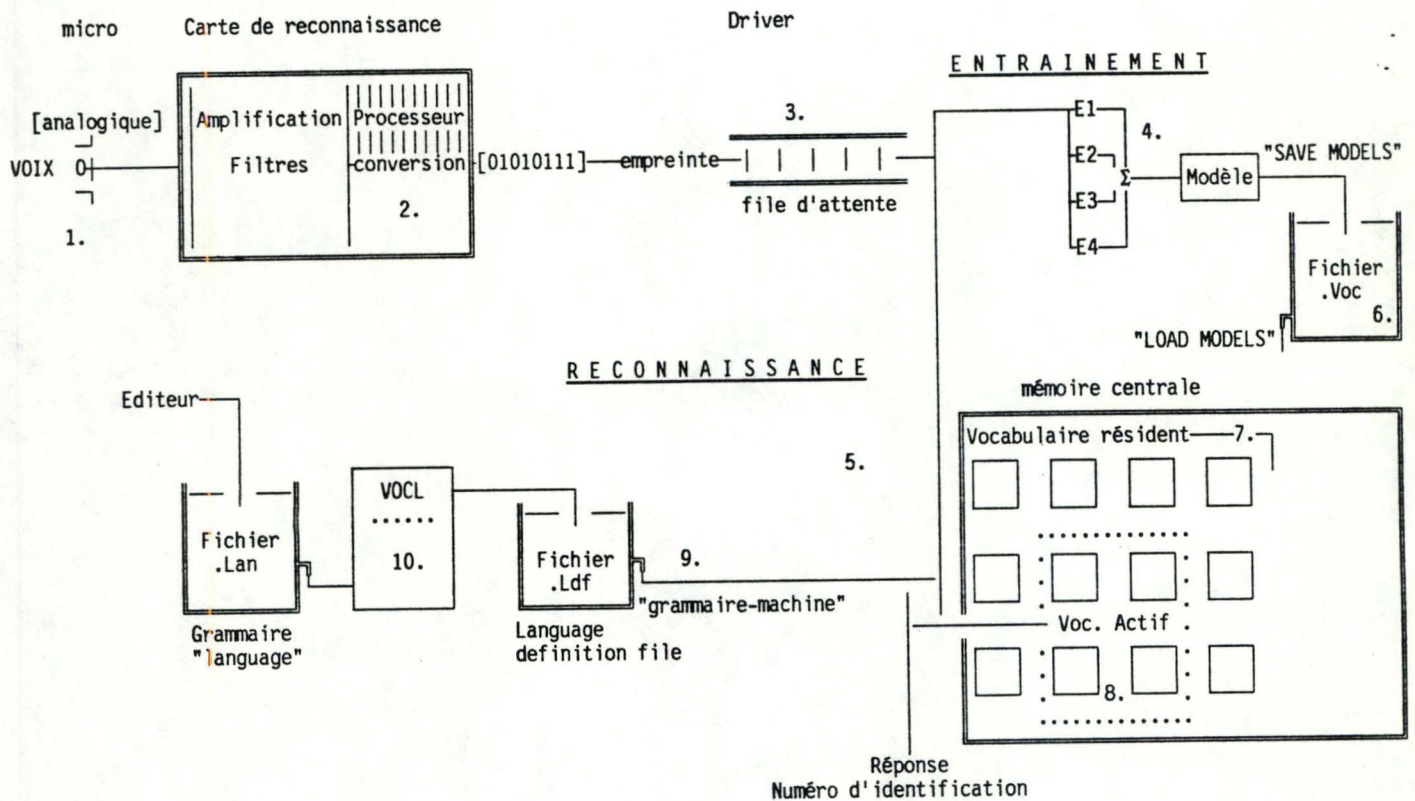 micro
Carte de reconnaissance
Driver
E N T R A I N E M E N T
[analogique]
VOIX
1.
Amplification
Filtres
Processeur
conversion
2.
[01010111]
empreinte
3.
file d'attente
E1
E2
E3
E4
Σ
4.
Modèle
"SAVE MODELS"
Fichier
.Voc
6.
"LOAD MODELS"
R E C O N N A I S S A N C E
5.
Editeur
Fichier
.Lan
Grammaire
"language"
VOCL
......
10.
Fichier
.Ldf
Language
definition file
9.
"grammaire-machine"
mémoire centrale
Vocabulaire résident
7.
Voc. Actif
8.
Réponse
Numéro d'identification